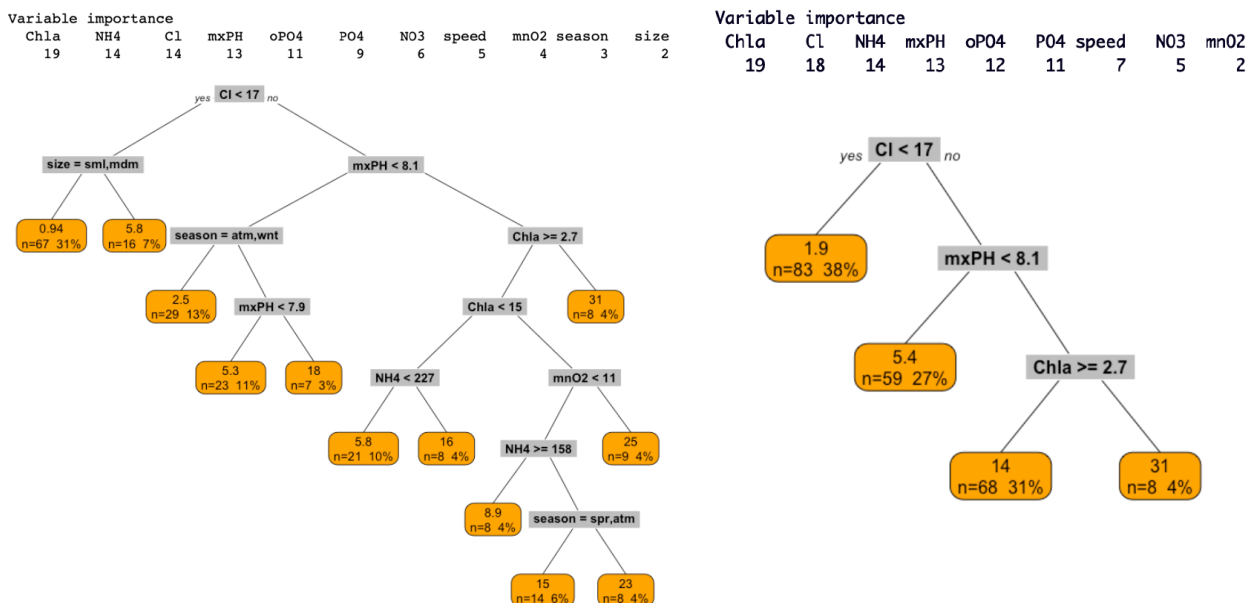 Variable importance
Chla NH4 Cl mxPH oPO4 PO4 NO3 speed mnO2 season size
19 14 14 13 11 9 6 5 4 3 2
yes Cl < 17 no
size = sml,mdm
mxPH < 8.1
0.94
n=67 31%
5.8
n=16 7%
season = atm,wnt
Chla >= 2.7
2.5
n=29 13%
mxPH < 7.9
Chla < 15
31
n=8 4%
5.3
n=23 11%
18
n=7 3%
NH4 < 227
mnO2 < 11
5.8
n=21 10%
16
n=8 4%
NH4 >= 158
25
n=9 4%
8.9
n=8 4%
season = spr,atm
15
n=14 6%
23
n=8 4%
Variable importance
Chla Cl NH4 mxPH oPO4 PO4 speed NO3 mnO2
19 18 14 13 12 11 7 5 2
yes Cl < 17 no
1.9
n=83 38%
mxPH < 8.1
5.4
n=59 27%
Chla >= 2.7
14
n=68 31%
31
n=8 4%